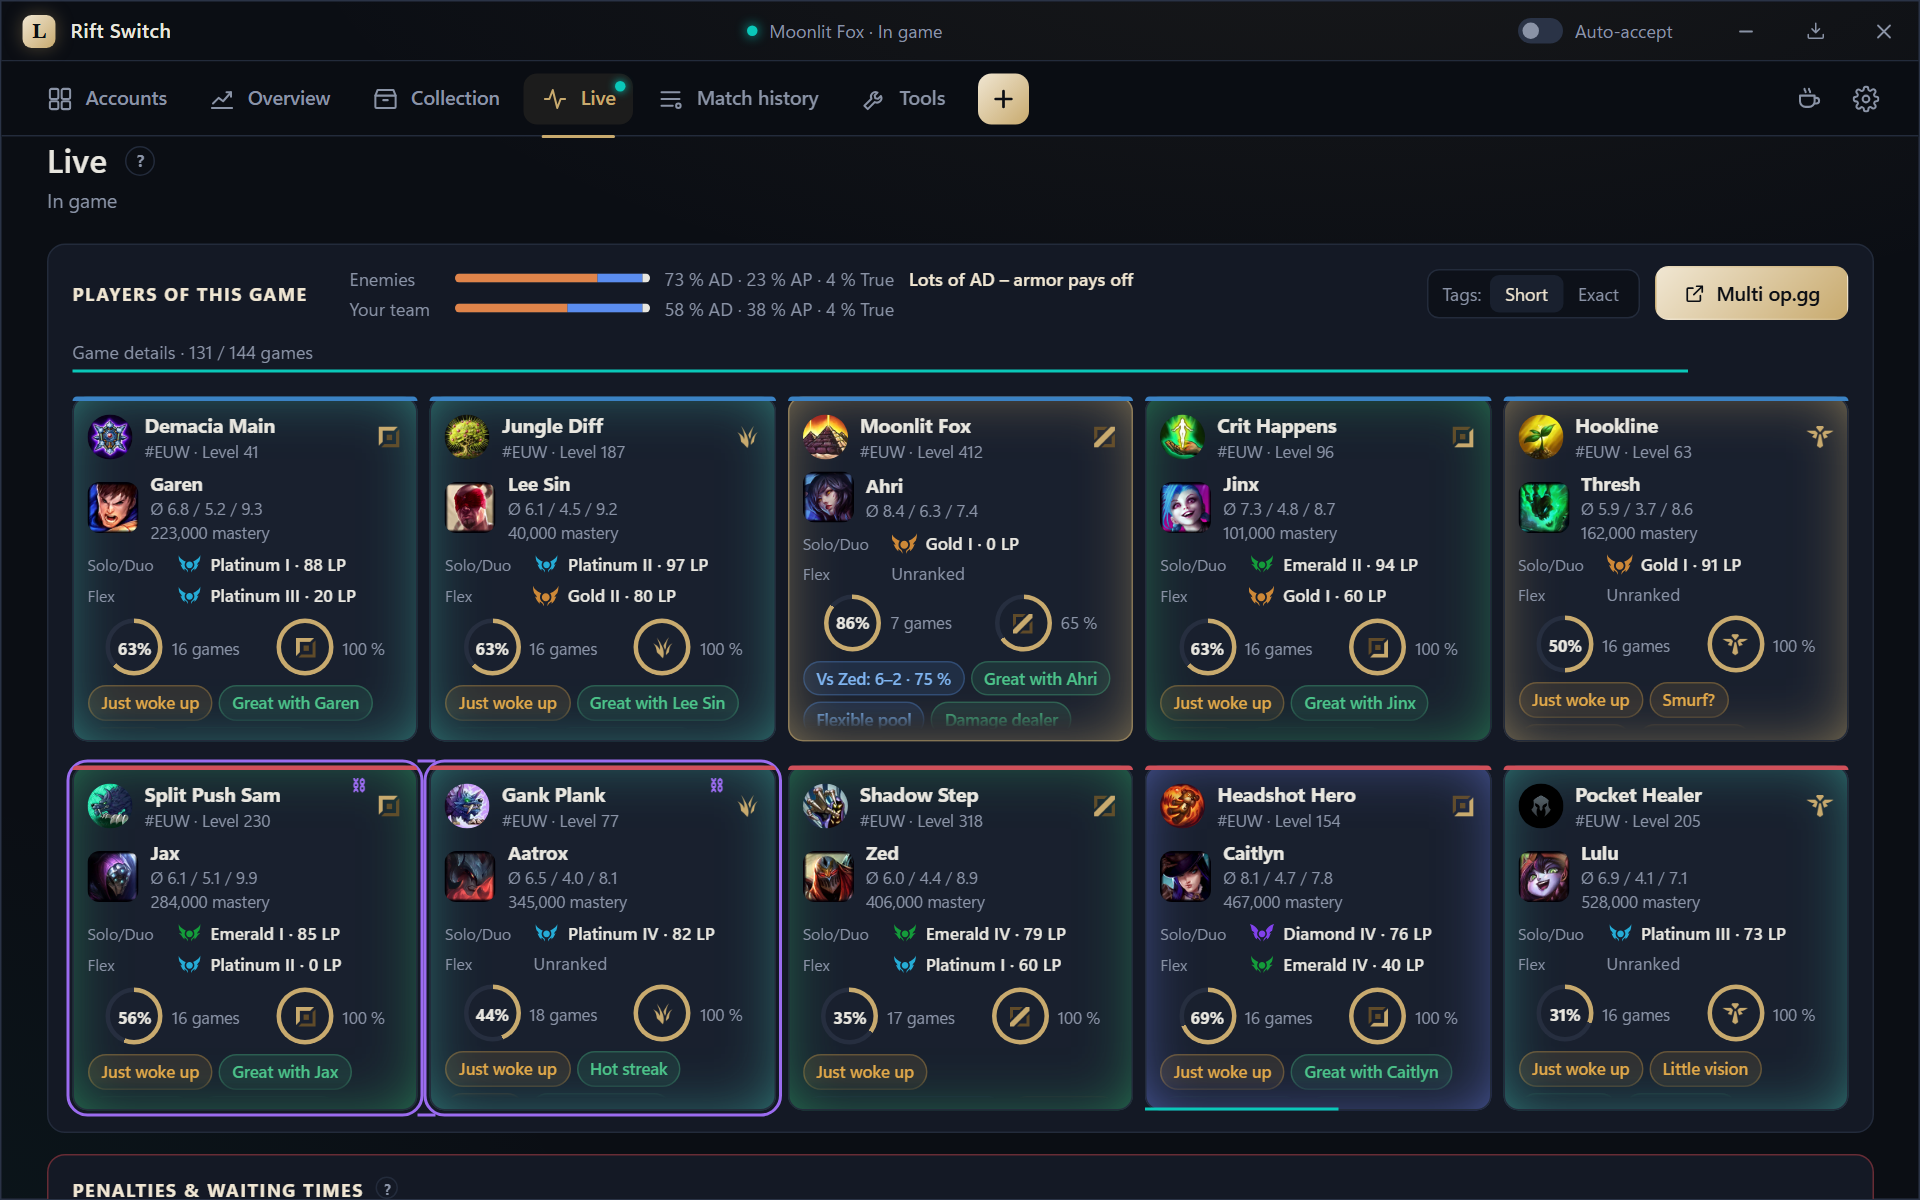 L Rift Switch
Moonlit Fox · In game
Auto-accept
Accounts
Overview
Collection
Live
Match history
Tools
+
Live ?
In game
PLAYERS OF THIS GAME
Enemies 73 % AD · 23 % AP · 4 % True Lots of AD – armor pays off
Your team 58 % AD · 38 % AP · 4 % True
Tags: Short Exact
Multi op.gg
Game details · 131 / 144 games
Demacia Main
#EUW · Level 41
Garen
Ø 6.8 / 5.2 / 9.3
223,000 mastery
Solo/Duo Platinum I · 88 LP
Flex Platinum III · 20 LP
63% 16 games 100 %
Just woke up Great with Garen
Jungle Diff
#EUW · Level 187
Lee Sin
Ø 6.1 / 4.5 / 9.2
40,000 mastery
Solo/Duo Platinum II · 97 LP
Flex Gold II · 80 LP
63% 16 games 100 %
Just woke up Great with Lee Sin
Moonlit Fox
#EUW · Level 412
Ahri
Ø 8.4 / 6.3 / 7.4
Solo/Duo Gold I · 0 LP
Flex Unranked
86% 7 games 65 %
Vs Zed: 6–2 · 75 % Great with Ahri
Flexible pool Damage dealer
Crit Happens
#EUW · Level 96
Jinx
Ø 7.3 / 4.8 / 8.7
101,000 mastery
Solo/Duo Emerald II · 94 LP
Flex Gold I · 60 LP
63% 16 games 100 %
Just woke up Great with Jinx
Hookline
#EUW · Level 63
Thresh
Ø 5.9 / 3.7 / 8.6
162,000 mastery
Solo/Duo Gold I · 91 LP
Flex Unranked
50% 16 games 100 %
Just woke up Smurf?
Split Push Sam
#EUW · Level 230
Jax
Ø 6.1 / 5.1 / 9.9
284,000 mastery
Solo/Duo Emerald I · 85 LP
Flex Platinum II · 0 LP
56% 16 games 100 %
Just woke up Great with Jax
Gank Plank
#EUW · Level 77
Aatrox
Ø 6.5 / 4.0 / 8.1
345,000 mastery
Solo/Duo Platinum IV · 82 LP
Flex Unranked
44% 18 games 100 %
Just woke up Hot streak
Shadow Step
#EUW · Level 318
Zed
Ø 6.0 / 4.4 / 8.9
406,000 mastery
Solo/Duo Emerald IV · 79 LP
Flex Platinum I · 60 LP
35% 17 games 100 %
Just woke up
Headshot Hero
#EUW · Level 154
Caitlyn
Ø 8.1 / 4.7 / 7.8
467,000 mastery
Solo/Duo Diamond IV · 76 LP
Flex Emerald IV · 40 LP
69% 16 games 100 %
Just woke up Great with Caitlyn
Pocket Healer
#EUW · Level 205
Lulu
Ø 6.9 / 4.1 / 7.1
528,000 mastery
Solo/Duo Platinum III · 73 LP
Flex Unranked
31% 16 games 100 %
Just woke up Little vision
PENALTIES & WAITING TIMES ?